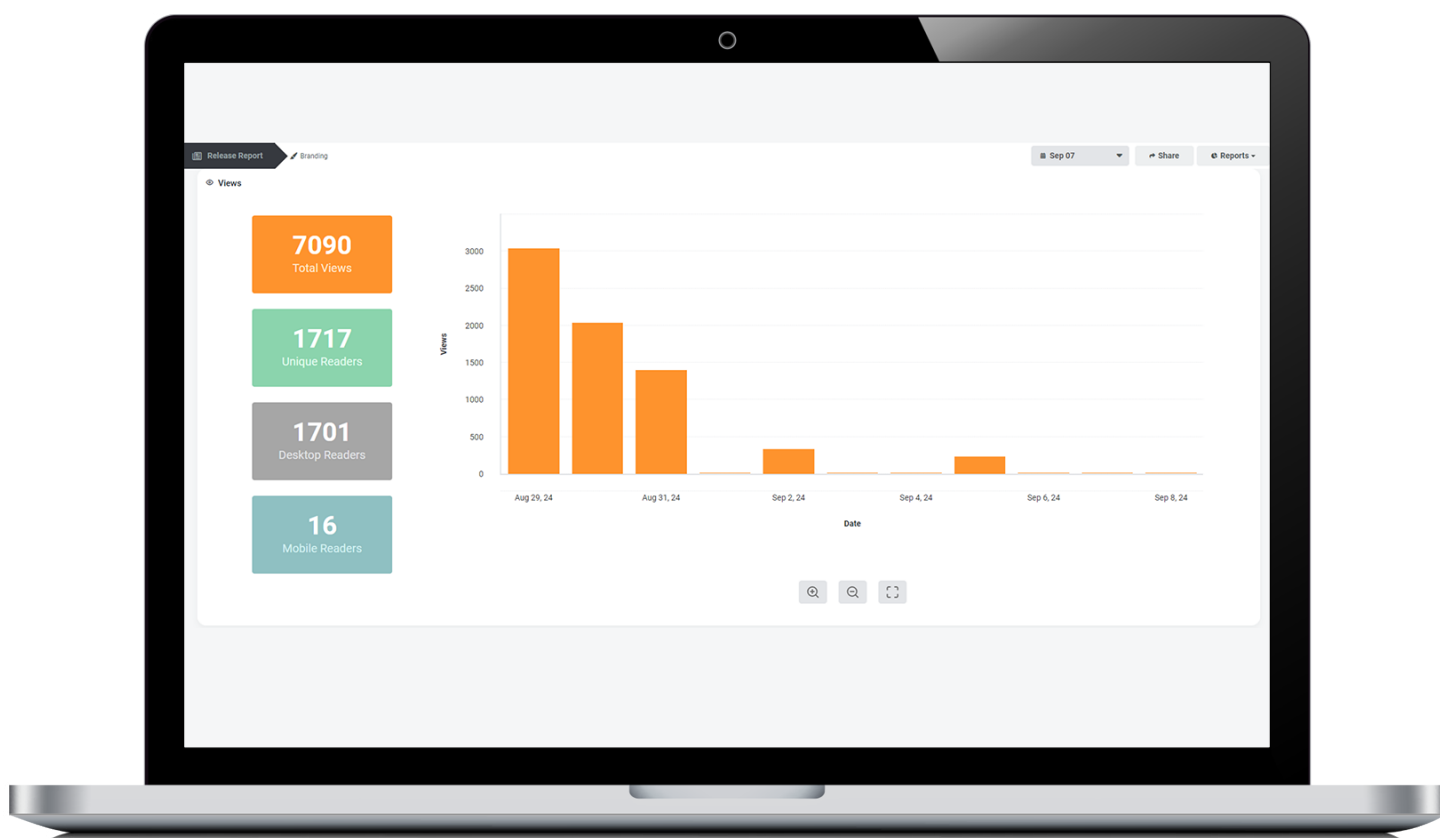 Release Report
Branding
Sep 07
Share
Reports
Views
7090
Total Views
1717
Unique Readers
1701
Desktop Readers
16
Mobile Readers
Views
3000
2500
2000
1500
1000
500
0
Aug 29, 24
Aug 31, 24
Sep 2, 24
Sep 4, 24
Sep 6, 24
Sep 8, 24
Date